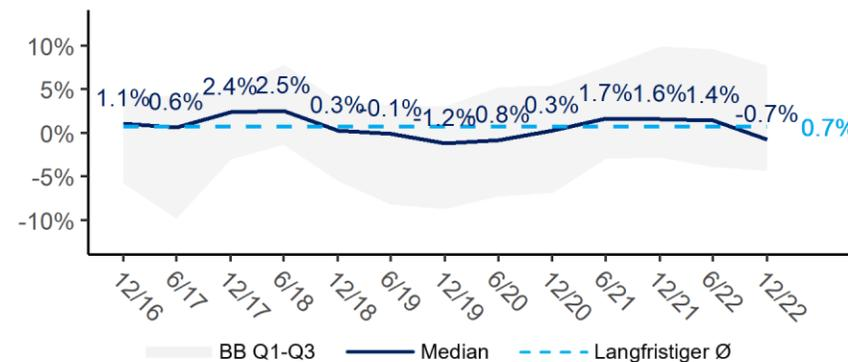 10%
5%
0%
-5%
-10%
1.1% 0.6% 2.4% 2.5% 0.3% -0.1% -1.2% -0.8% 0.3% 1.7% 1.6% 1.4% -0.7%
0.7%
12/16 6/17 12/17 6/18 12/18 6/19 12/19 6/20 12/20 6/21 12/21 6/22 12/22
BB Q1-Q3 Median Langfristiger Ø